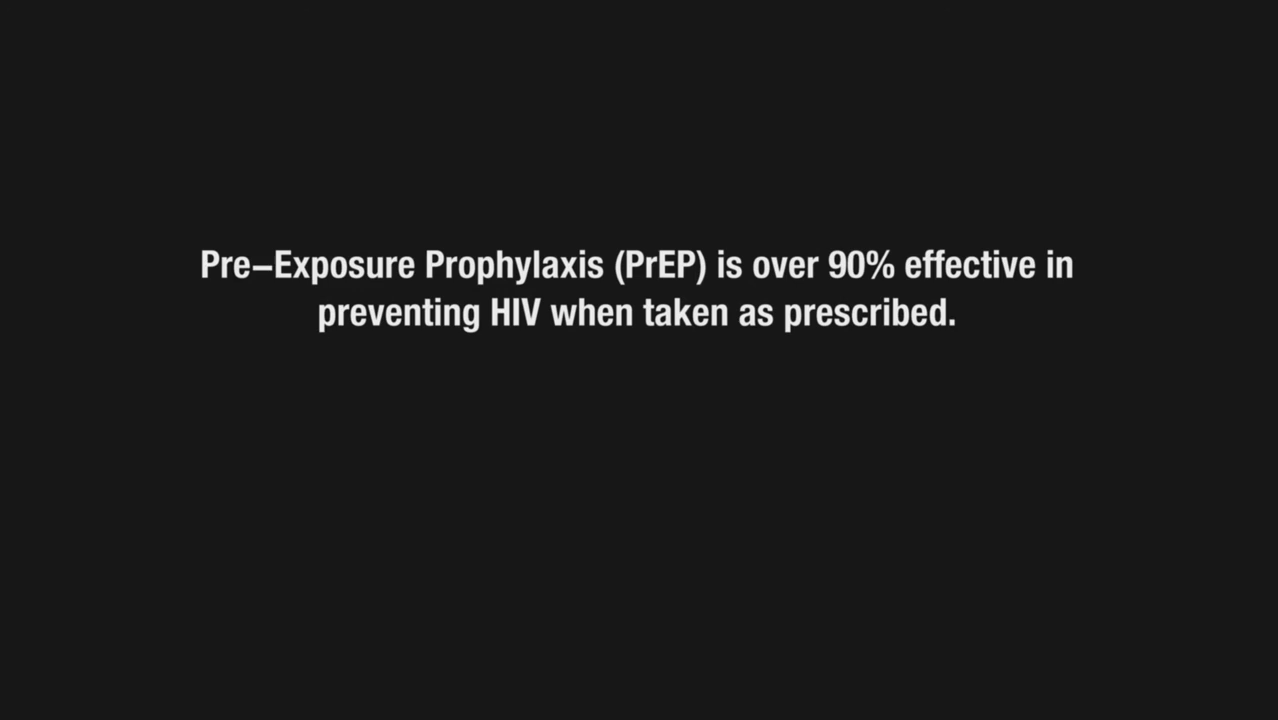 Pre–Exposure Prophylaxis (PrEP) is over 90% effective in
preventing HIV when taken as prescribed.